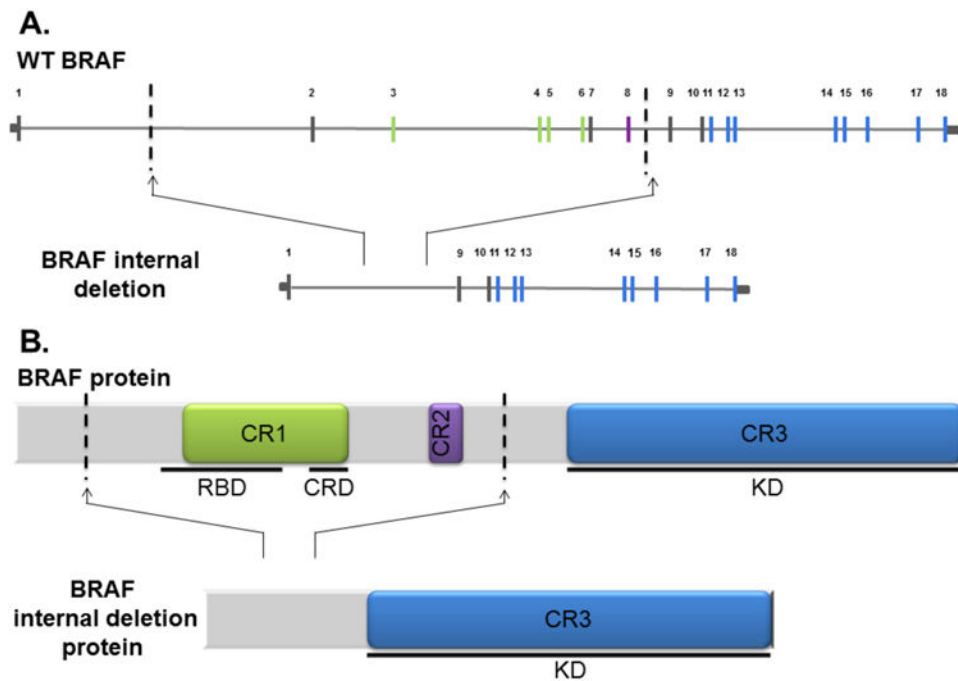 A.
WT BRAF
1 2 3 4 5 6 7 8 9 10 11 12 13 14 15 16 17 18
BRAF internal
deletion
1 9 10 11 12 13 14 15 16 17 18
B.
BRAF protein
CR1 CR2 CR3
RBD CRD KD
BRAF
internal deletion
protein
CR3
KD